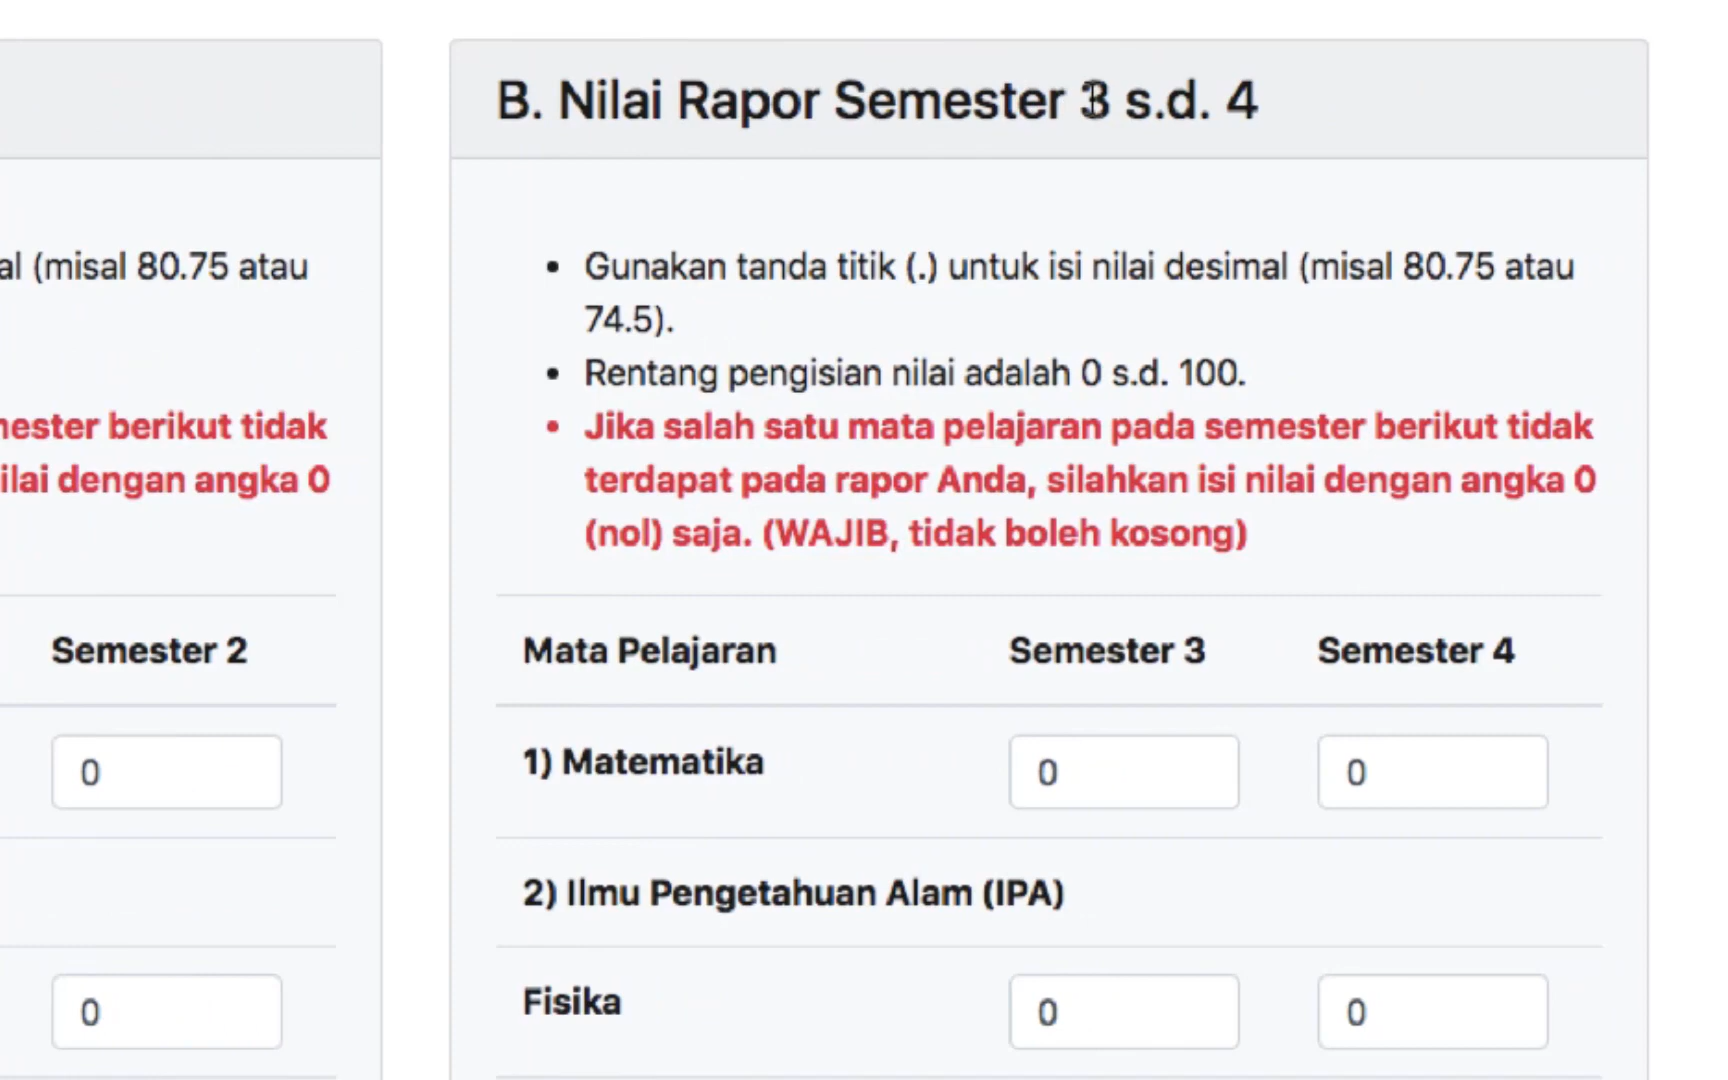 al (misal 80.75 atau
mester berikut tidak
ilai dengan angka 0
Semester 2
0
0
B. Nilai Rapor Semester 3 s.d. 4
• Gunakan tanda titik (.) untuk isi nilai desimal (misal 80.75 atau
74.5).
• Rentang pengisian nilai adalah 0 s.d. 100.
• Jika salah satu mata pelajaran pada semester berikut tidak
terdapat pada rapor Anda, silahkan isi nilai dengan angka 0
(nol) saja. (WAJIB, tidak boleh kosong)
Mata Pelajaran Semester 3 Semester 4
1) Matematika 0 0
2) Ilmu Pengetahuan Alam (IPA)
Fisika 0 0